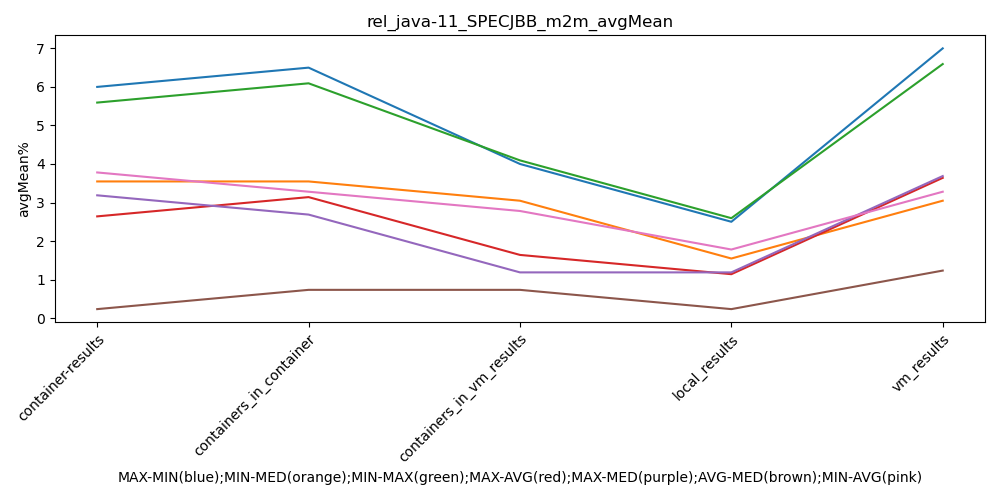 rel_java-11_SPECJBB_m2m_avgMean
avgMean%
7
6
5
4
3
2
1
0
container-results
containers_in_container
containers_in_vm_results
local_results
vm_results
MAX-MIN(blue);MIN-MED(orange);MIN-MAX(green);MAX-AVG(red);MAX-MED(purple);AVG-MED(brown);MIN-AVG(pink)